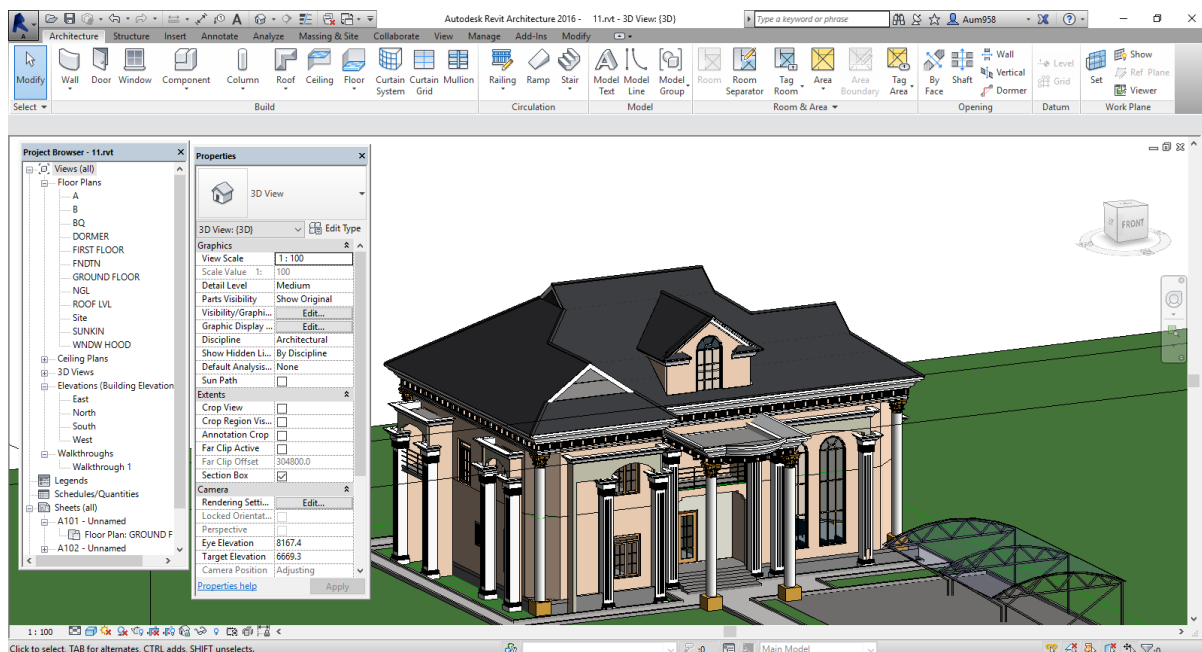 Autodesk Revit Architecture 2016 - 11.rvt - 3D View: {3D}
Type a keyword or phrase
Aum958
Architecture Structure Insert Annotate Analyze Massing & Site Collaborate View Manage Add-Ins Modify
Modify Wall Door Window Component Column Roof Ceiling Floor Curtain System Curtain Grid Mullion Railing Ramp Stair Model Text Model Line Model Group Room Room Separator Tag Room Area Area Boundary Tag Area By Face Shaft Wall Vertical Dormer Level Grid Set Show Ref Plane Viewer
Select Build Circulation Model Room & Area Opening Datum Work Plane
Project Browser - 11.rvt
Views (all)
Floor Plans
A
B
BQ
DORMER
FIRST FLOOR
FNDTN
GROUND FLOOR
NGL
ROOF LVL
Site
SUNKIN
WNDW HOOD
Ceiling Plans
3D Views
Elevations (Building Elevation
East
North
South
West
Walkthroughs
Walkthrough 1
Legends
Schedules/Quantities
Sheets (all)
A101 - Unnamed
Floor Plan: GROUND F
A102 - Unnamed
Properties
3D View
3D View: {3D} Edit Type
Graphics
View Scale 1 : 100
Scale Value 1: 100
Detail Level Medium
Parts Visibility Show Original
Visibility/Graphi... Edit...
Graphic Display ... Edit...
Discipline Architectural
Show Hidden Li... By Discipline
Default Analysis... None
Sun Path
Extents
Crop View
Crop Region Vis...
Annotation Crop
Far Clip Active
Far Clip Offset 304800.0
Section Box
Camera
Rendering Setti... Edit...
Locked Orientat...
Perspective
Eye Elevation 8167.4
Target Elevation 6669.3
Camera Position Adjusting
Properties help Apply
FRONT
1 : 100
Click to select, TAB for alternates, CTRL adds, SHIFT unselects.
:0
Main Model
:0